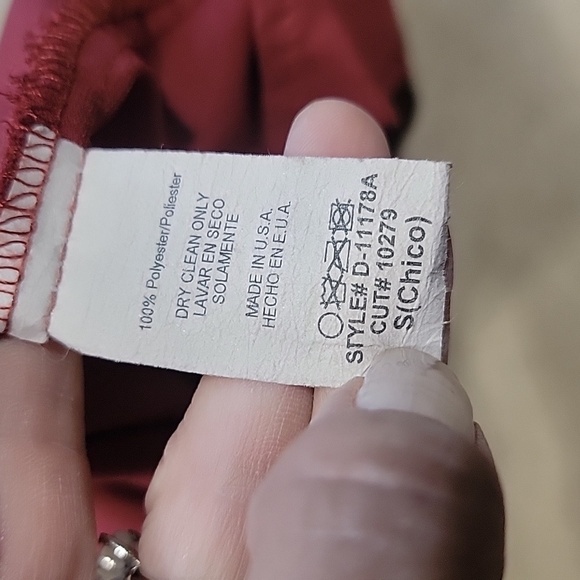 100% Polyester/Poliester
DRY CLEAN ONLY
LAVAR EN SECO
SOLAMENTE
MADE IN U.S.A.
HECHO EN E.U.A.
STYLE# D-11178A
CUT# 10279
S(Chico)